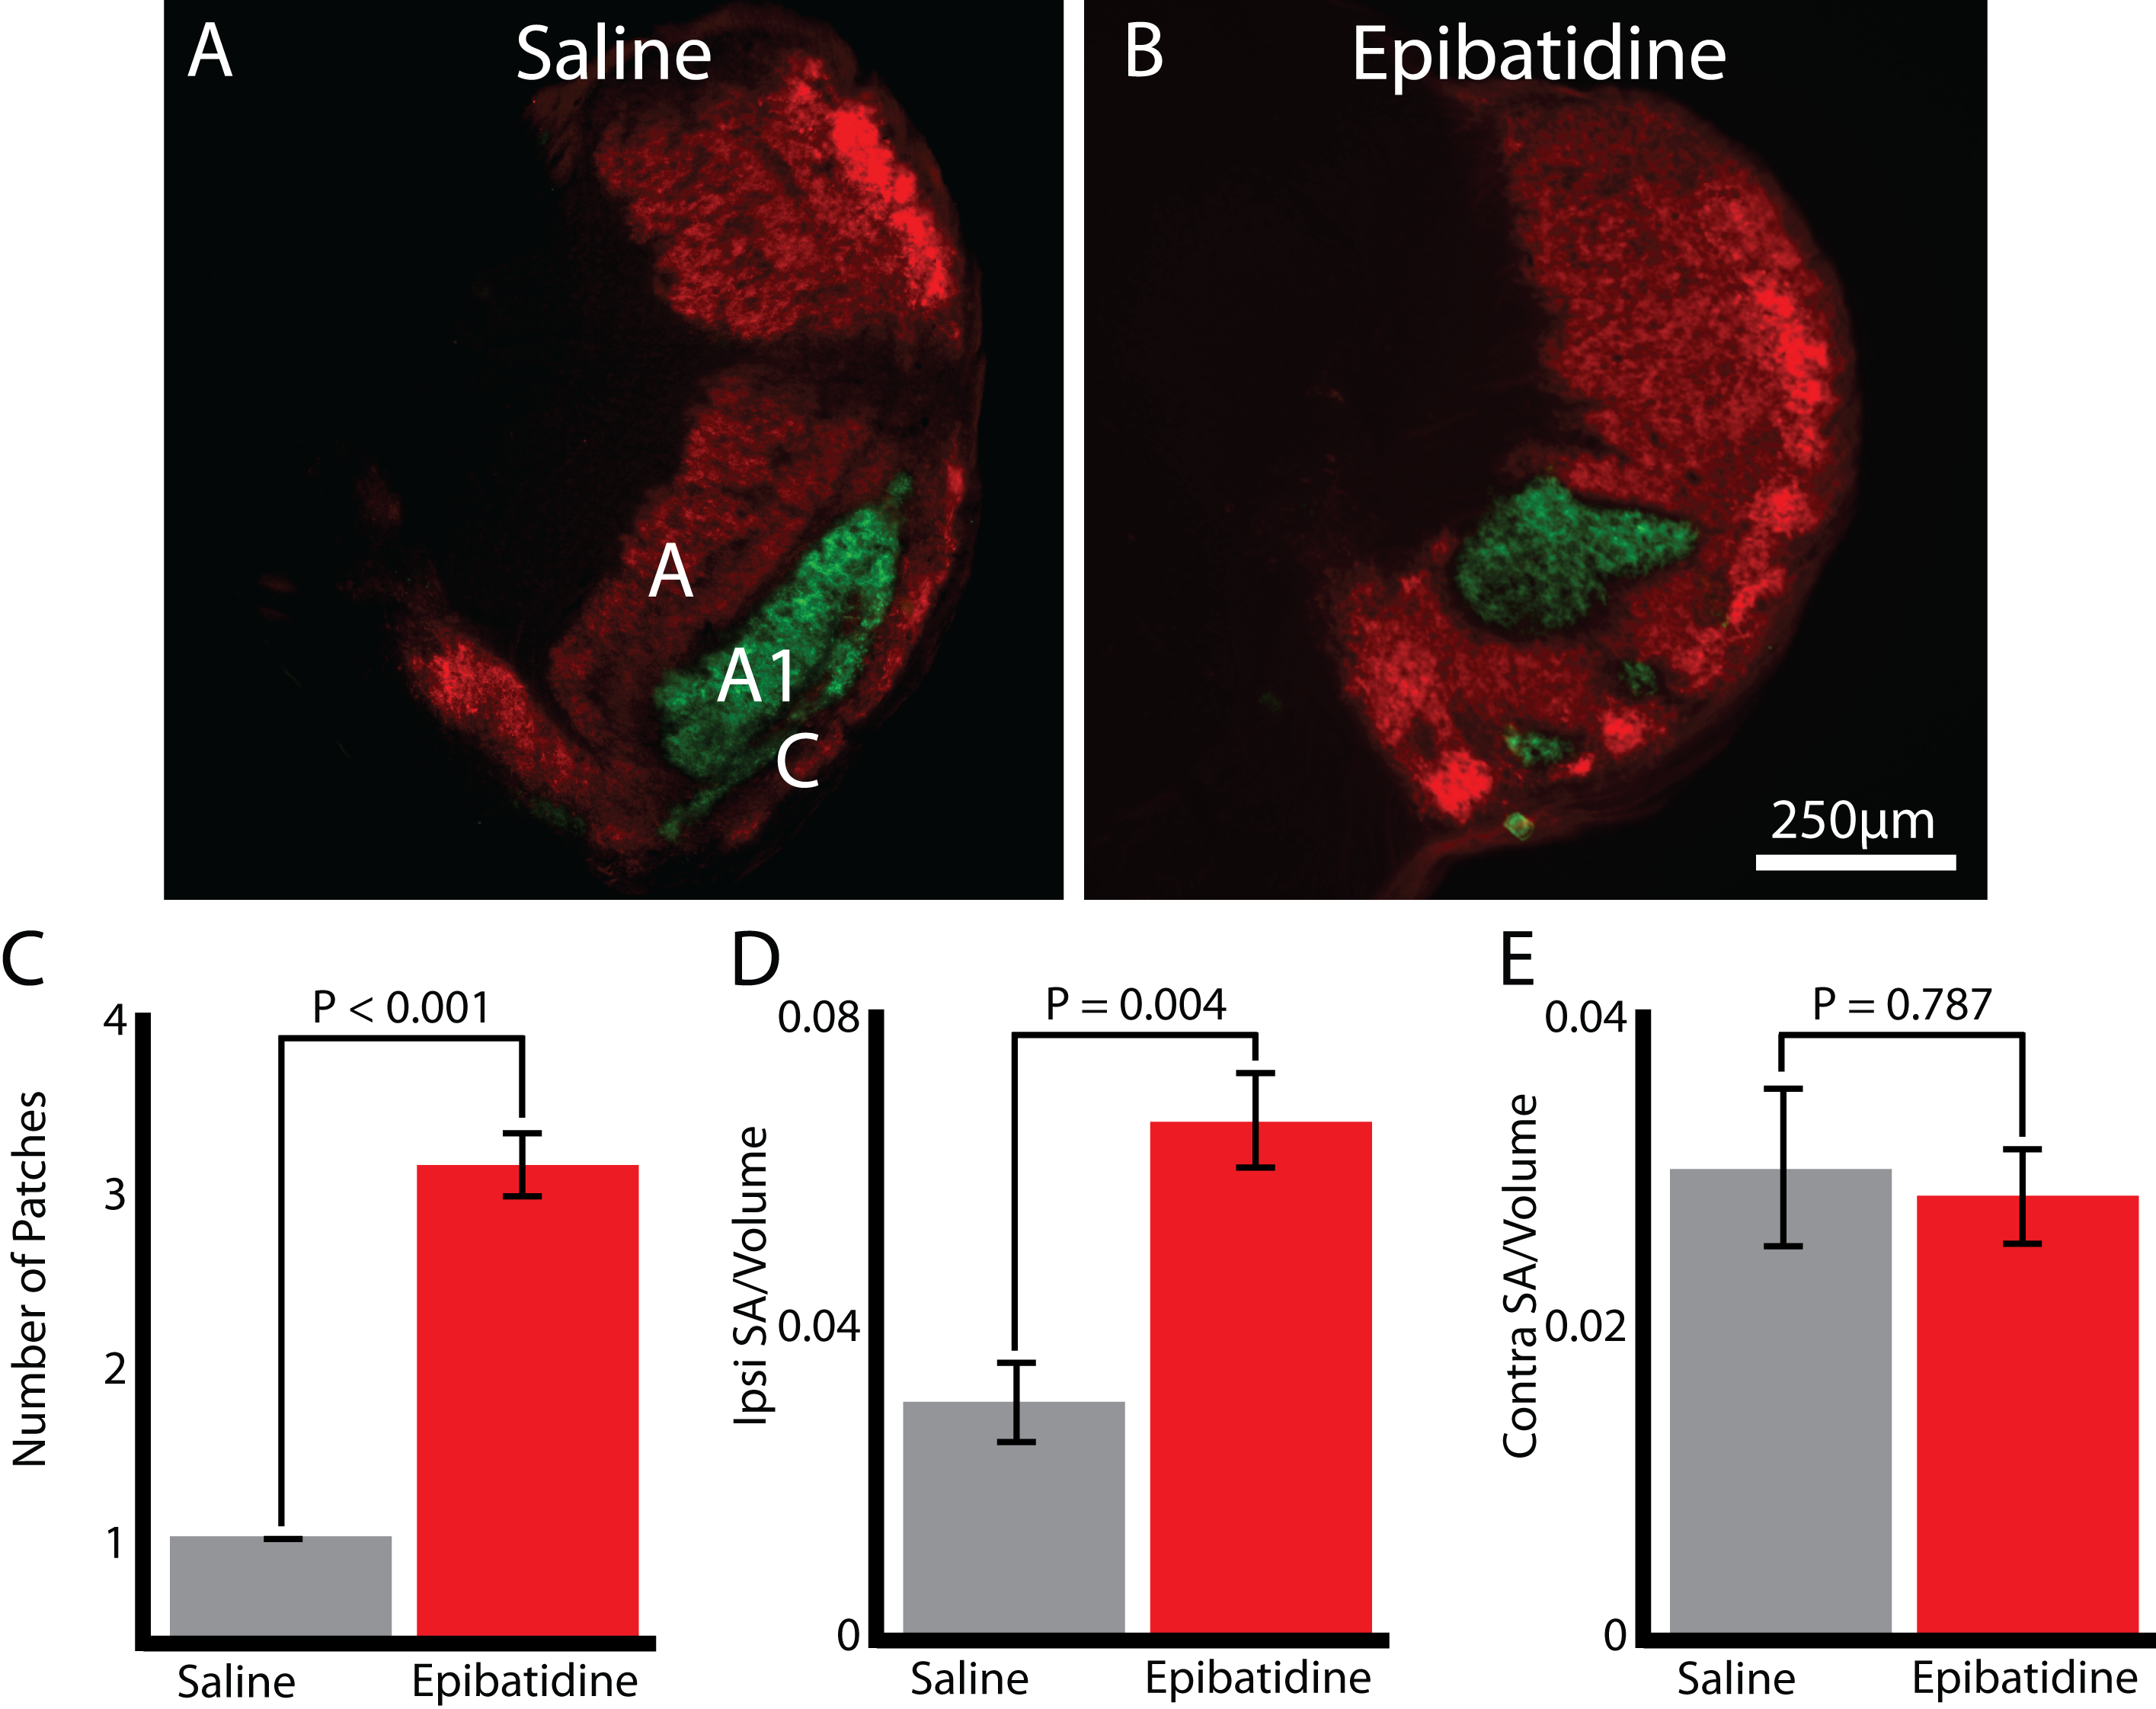 A
Saline
B
Epibatidine
A
A1
C
250μm
C
P < 0.001
4
3
2
1
Number of Patches
Saline
Epibatidine
D
P = 0.004
0.08
0.04
0
Ipsi SA/Volume
Saline
Epibatidine
E
P = 0.787
0.04
0.02
0
Contra SA/Volume
Saline
Epibatidine